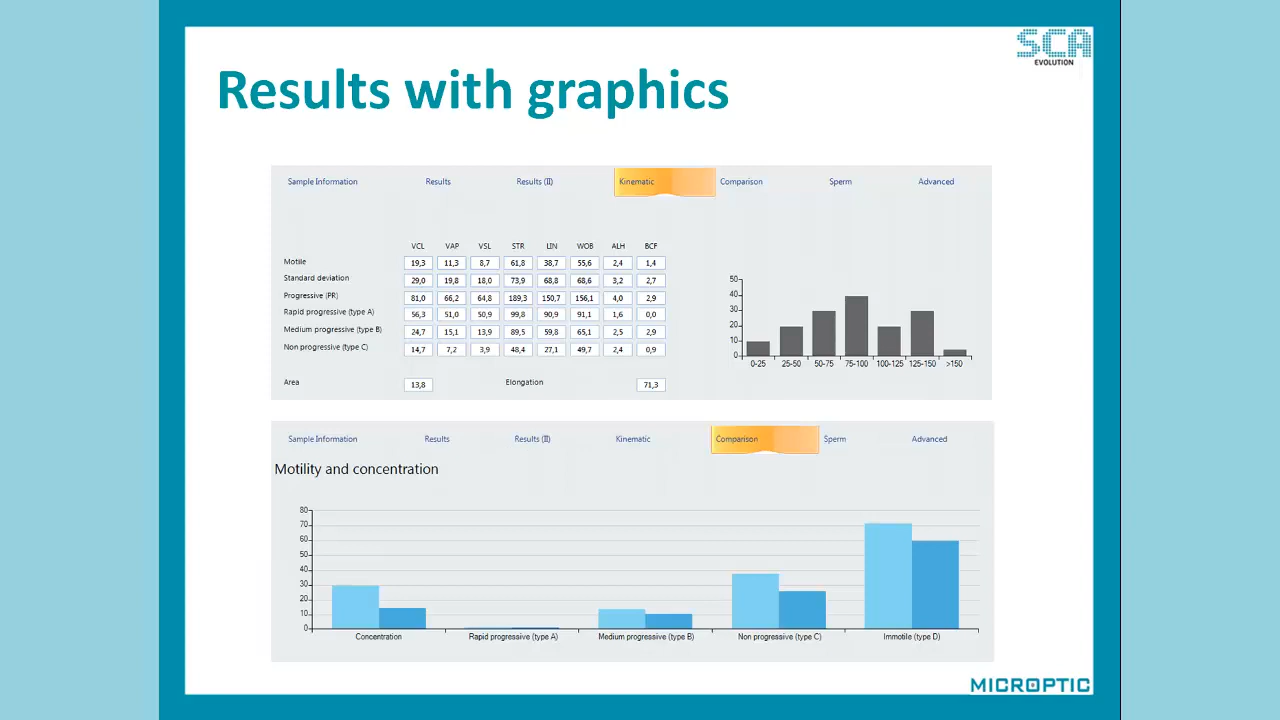 SCA
EVOLUTION
Results with graphics
Sample Information Results Results (II) Kinematic Comparison Sperm Advanced
VCL VAP VSL STR LIN WOB ALH BCF
Motile 19,3 11,3 8,7 61,8 38,7 55,6 2,4 1,4
Standard deviation 29,0 19,8 18,0 73,9 68,8 68,6 3,2 2,7
Progressive (PR) 81,0 66,2 64,8 189,3 150,7 156,1 4,0 2,9
Rapid progressive (type A) 56,3 51,0 50,9 99,8 90,9 91,1 1,6 0,0
Medium progressive (type B) 24,7 15,1 13,9 89,5 59,8 65,1 2,5 2,9
Non progressive (type C) 14,7 7,2 3,9 48,4 27,1 49,7 2,4 0,9
Area 13,8 Elongation 71,3
50
40
30
20
10
0
0-25 25-50 50-75 75-100 100-125 125-150 >150
Sample Information Results Results (II) Kinematic Comparison Sperm Advanced
Motility and concentration
80
70
60
50
40
30
20
10
0
Concentration Rapid progressive (type A) Medium progressive (type B) Non progressive (type C) Immotile (type D)
MICROPTIC